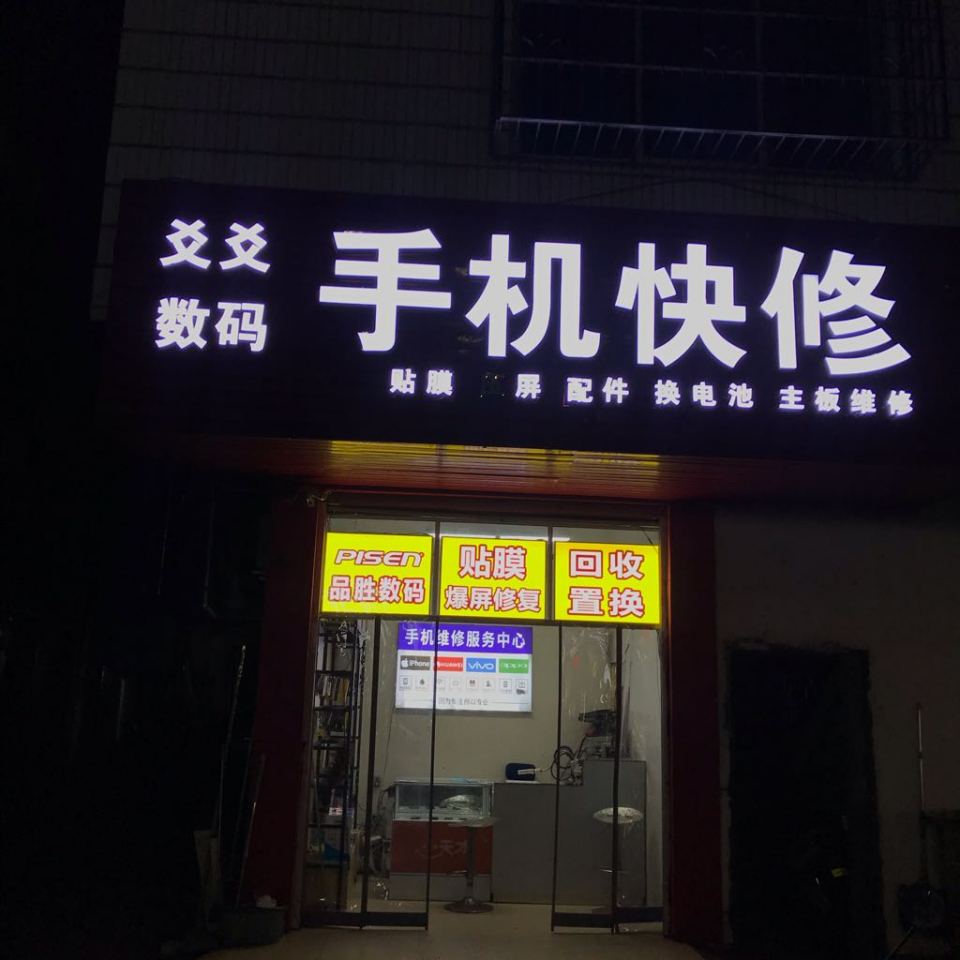 爻爻
数码
手机快修
贴膜 屏 配件 换电池 主板维修
PISEN
品胜数码
贴膜
爆屏修复
回收
置换
手机维修服务中心
iPhone HUAWEI vivo oppo